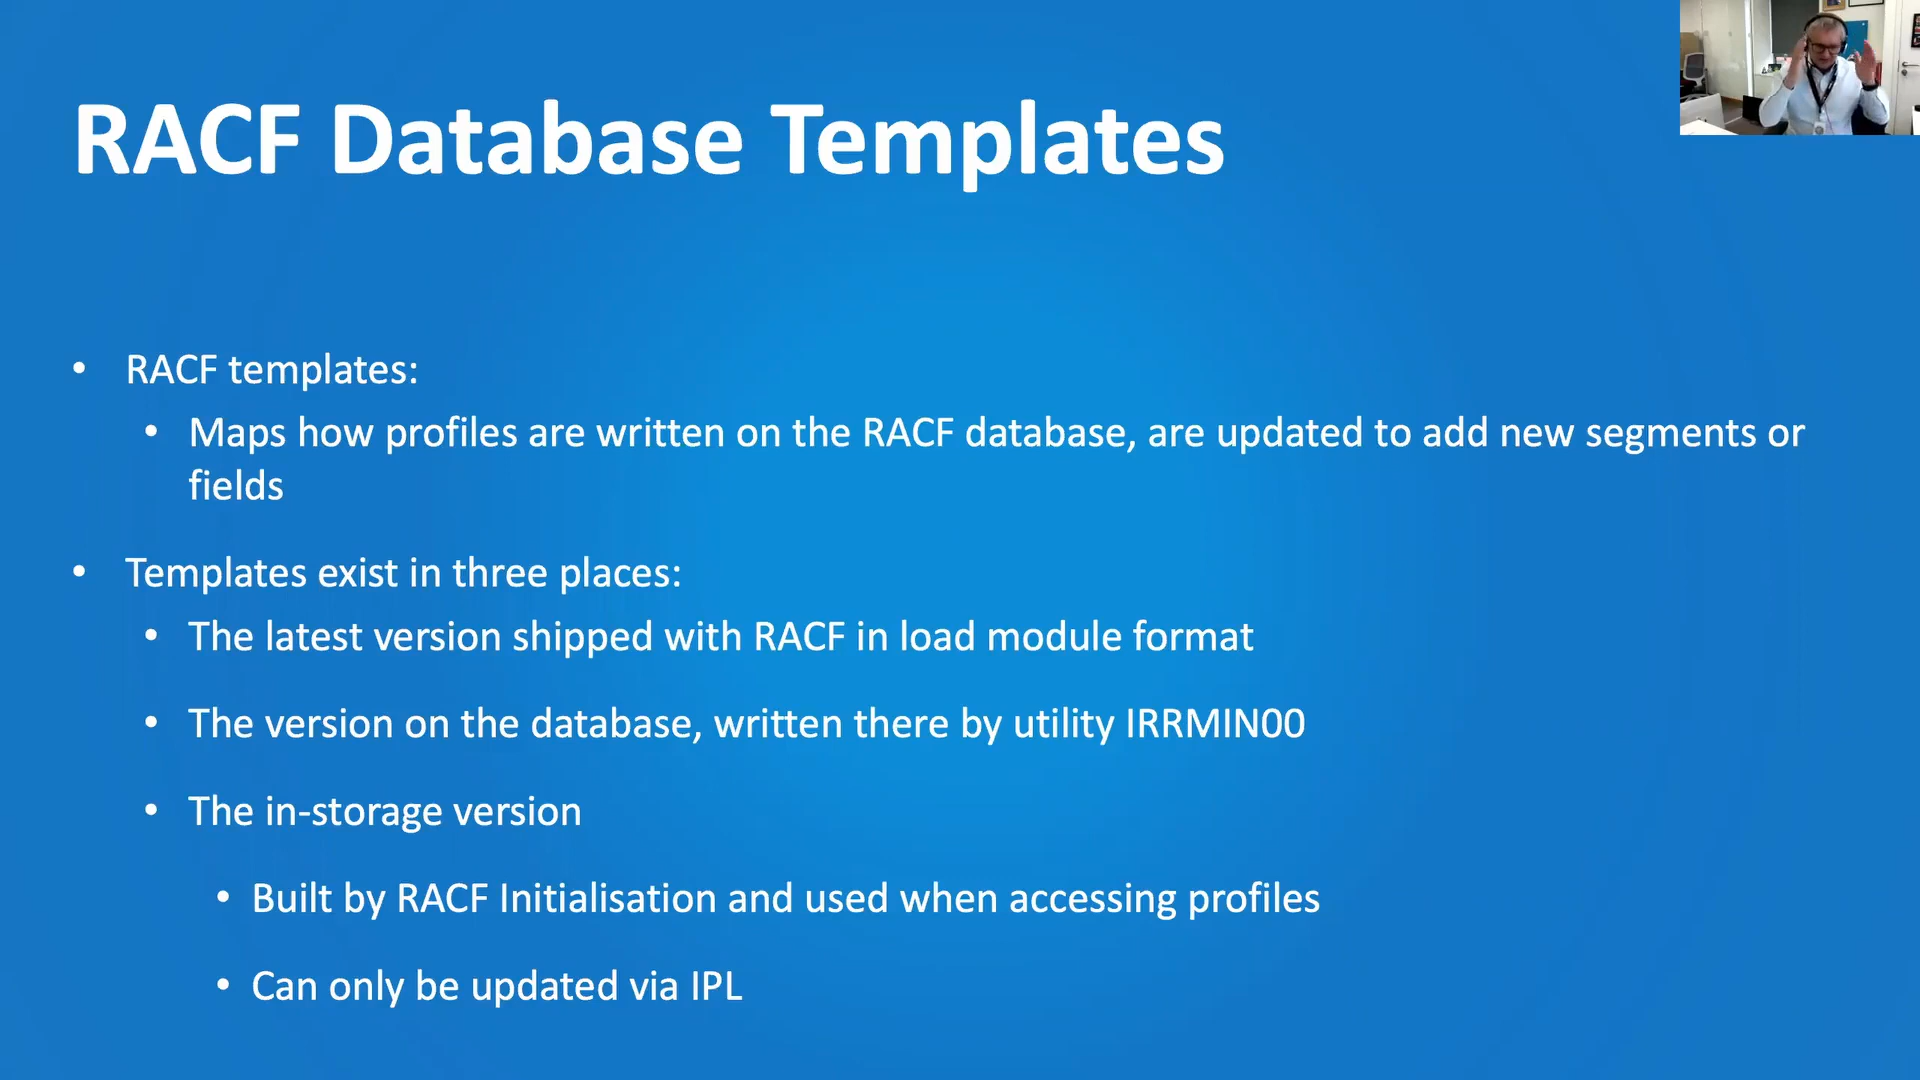 RACF Database Templates
• RACF templates:
• Maps how profiles are written on the RACF database, are updated to add new segments or
fields
• Templates exist in three places:
• The latest version shipped with RACF in load module format
• The version on the database, written there by utility IRRMIN00
• The in-storage version
• Built by RACF Initialisation and used when accessing profiles
• Can only be updated via IPL